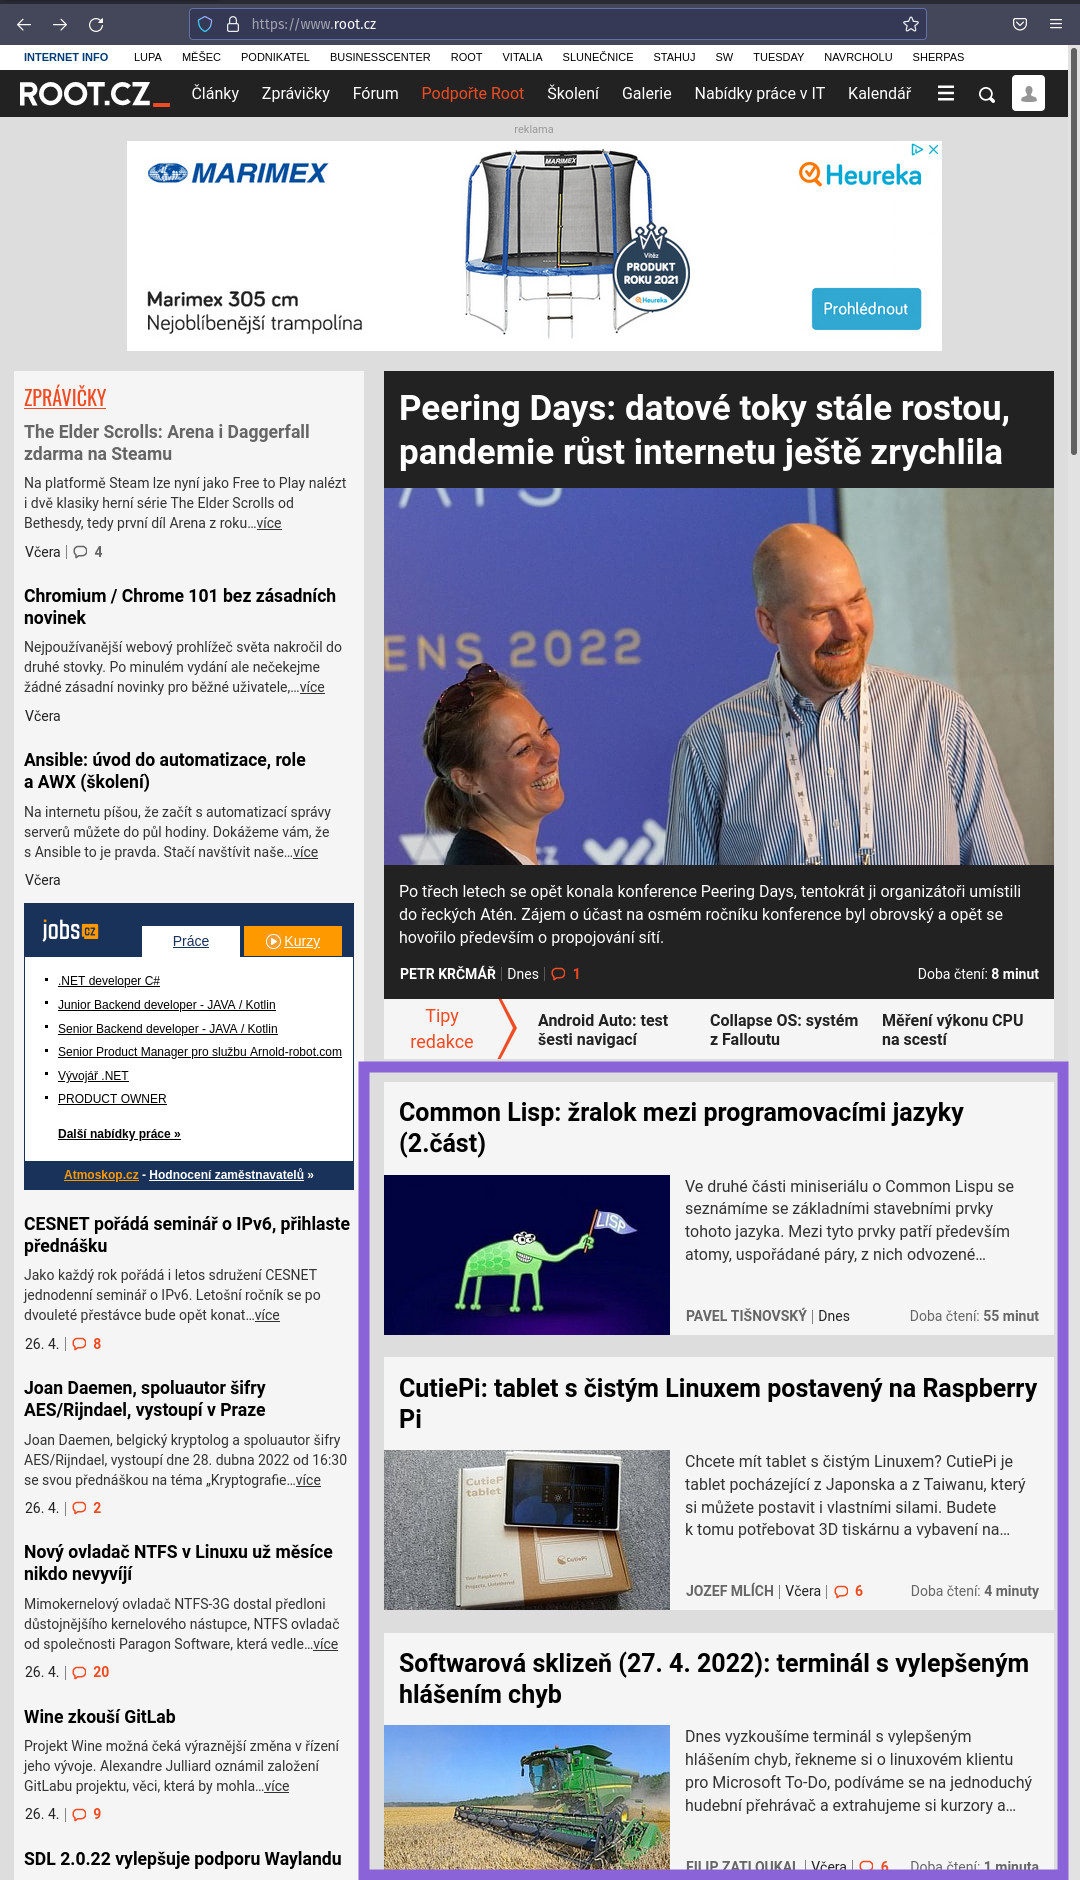 https://www.root.cz
INTERNET INFO LUPA MĚŠEC PODNIKATEL BUSINESSCENTER ROOT VITALIA SLUNEČNICE STAHUJ SW TUESDAY NAVRCHOLU SHERPAS
ROOT.CZ_ Články Zprávičky Fórum Podpořte Root Školení Galerie Nabídky práce v IT Kalendář
reklama
MARIMEX
MARIMEX
Heureka
Vítěz
PRODUKT
ROKU 2021
Heureka
Marimex 305 cm
Nejoblíbenější trampolína
Prohlédnout
ZPRÁVIČKY
The Elder Scrolls: Arena i Daggerfall
zdarma na Steamu
Na platformě Steam lze nyní jako Free to Play nalézt
i dvě klasiky herní série The Elder Scrolls od
Bethesdy, tedy první díl Arena z roku…více
Včera 4
Chromium / Chrome 101 bez zásadních
novinek
Nejpoužívanější webový prohlížeč světa nakročil do
druhé stovky. Po minulém vydání ale nečekejme
žádné zásadní novinky pro běžné uživatele,…více
Včera
Ansible: úvod do automatizace, role
a AWX (školení)
Na internetu píšou, že začít s automatizací správy
serverů můžete do půl hodiny. Dokážeme vám, že
s Ansible to je pravda. Stačí navštívit naše…více
Včera
jobs CZ
Práce Kurzy
.NET developer C#
Junior Backend developer - JAVA / Kotlin
Senior Backend developer - JAVA / Kotlin
Senior Product Manager pro službu Arnold-robot.com
Vývojář .NET
PRODUCT OWNER
Další nabídky práce »
Atmoskop.cz - Hodnocení zaměstnavatelů »
CESNET pořádá seminář o IPv6, přihlaste
přednášku
Jako každý rok pořádá i letos sdružení CESNET
jednodenní seminář o IPv6. Letošní ročník se po
dvouleté přestávce bude opět konat…více
26. 4. 8
Joan Daemen, spoluautor šifry
AES/Rijndael, vystoupí v Praze
Joan Daemen, belgický kryptolog a spoluautor šifry
AES/Rijndael, vystoupí dne 28. dubna 2022 od 16:30
se svou přednáškou na téma „Kryptografie…více
26. 4. 2
Nový ovladač NTFS v Linuxu už měsíce
nikdo nevyvíjí
Mimokernelový ovladač NTFS-3G dostal předloni
důstojnějšího kernelového nástupce, NTFS ovladač
od společnosti Paragon Software, která vedle…více
26. 4. 20
Wine zkouší GitLab
Projekt Wine možná čeká výraznější změna v řízení
jeho vývoje. Alexandre Julliard oznámil založení
GitLabu projektu, věci, která by mohla…více
26. 4. 9
SDL 2.0.22 vylepšuje podporu Waylandu
Peering Days: datové toky stále rostou,
pandemie růst internetu ještě zrychlila
AYS
ENS 2022
Po třech letech se opět konala konference Peering Days, tentokrát ji organizátoři umístili
do řeckých Atén. Zájem o účast na osmém ročníku konference byl obrovský a opět se
hovořilo především o propojování sítí.
PETR KRČMÁŘ Dnes 1 Doba čtení: 8 minut
Tipy
redakce
Android Auto: test
šesti navigací
Collapse OS: systém
z Falloutu
Měření výkonu CPU
na scestí
Common Lisp: žralok mezi programovacími jazyky
(2.část)
LISP
Ve druhé části miniseriálu o Common Lispu se
seznámíme se základními stavebními prvky
tohoto jazyka. Mezi tyto prvky patří především
atomy, uspořádané páry, z nich odvozené…
PAVEL TIŠNOVSKÝ Dnes Doba čtení: 55 minut
CutiePi: tablet s čistým Linuxem postavený na Raspberry
Pi
CutieP
tablet
CutiePi
Your Raspberry Pi
Projects, Untethered
Chcete mít tablet s čistým Linuxem? CutiePi je
tablet pocházející z Japonska a z Taiwanu, který
si můžete postavit i vlastními silami. Budete
k tomu potřebovat 3D tiskárnu a vybavení na…
JOZEF MLÍCH Včera 6 Doba čtení: 4 minuty
Softwarová sklizeň (27. 4. 2022): terminál s vylepšeným
hlášením chyb
Dnes vyzkoušíme terminál s vylepšeným
hlášením chyb, řekneme si o linuxovém klientu
pro Microsoft To-Do, podíváme se na jednoduchý
hudební přehrávač a extrahujeme si kurzory a…
FILIP ZATLOUKAL Včera 6 Doba čtení: 1 minuta